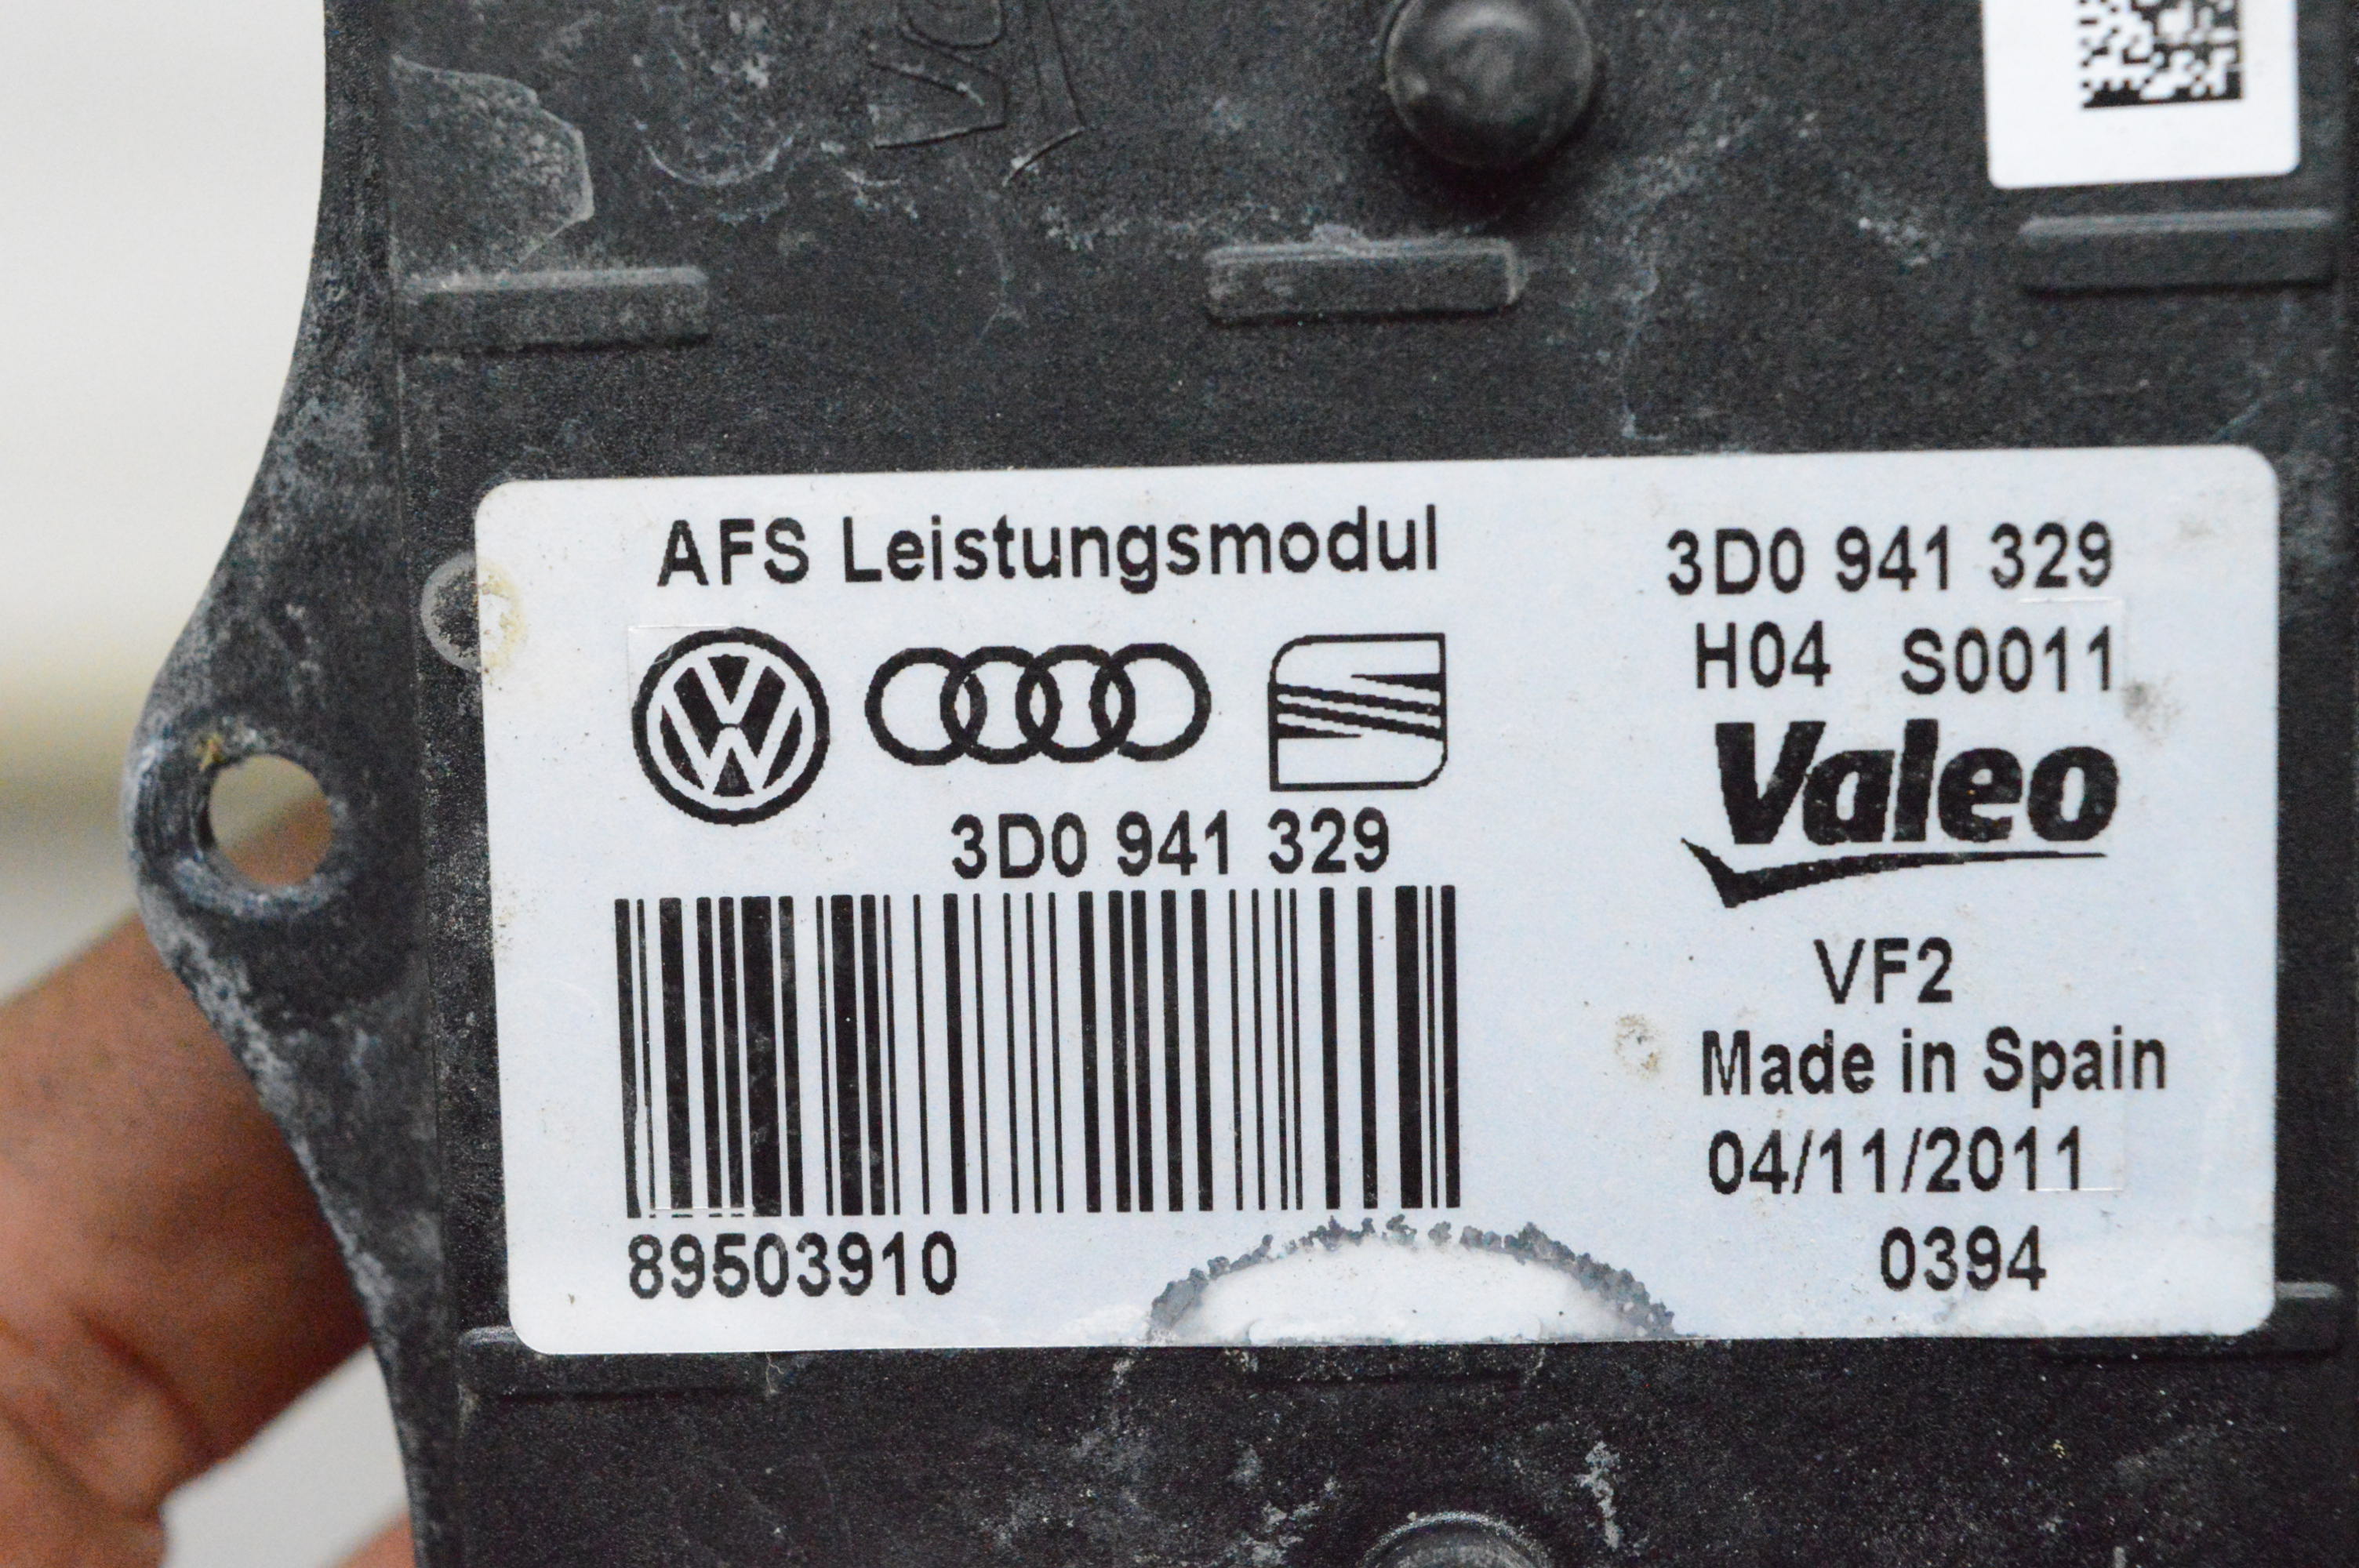 AFS Leistungsmodul
3D0 941 329
89503910
3D0 941 329
H04 S0011
Valeo
VF2
Made in Spain
04/11/2011
0394